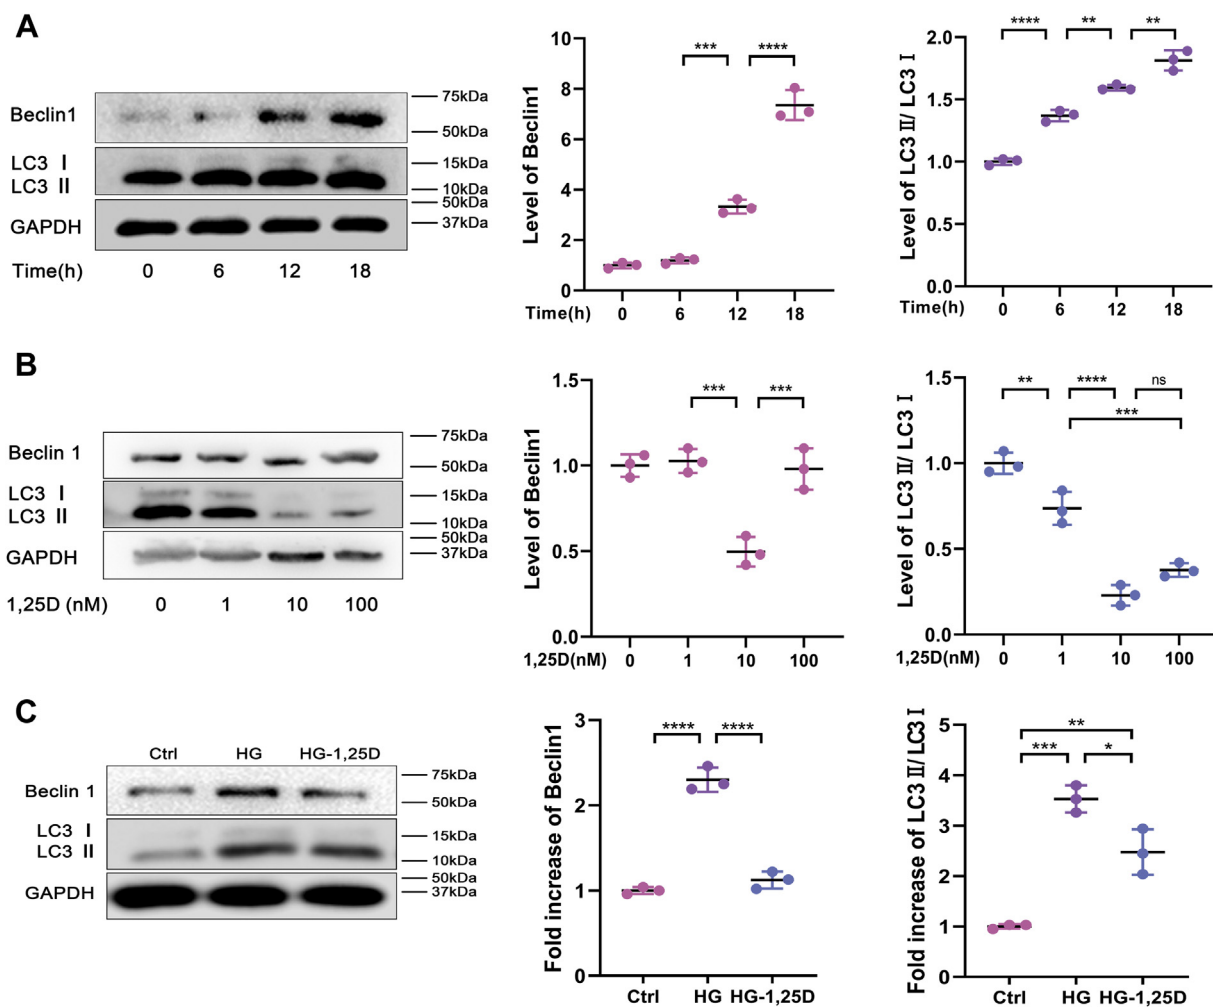 A
Beclin1
LC3 Ⅰ
LC3 Ⅱ
GAPDH
Time(h) 0 6 12 18
75kDa
50kDa
15kDa
10kDa
50kDa
37kDa
Level of Beclin1
10
8
6
4
2
0
*** ****
Time(h) 0 6 12 18
Level of LC3 Ⅱ/ LC3 Ⅰ
2.0
1.5
1.0
0.0
**** ** **
Time(h) 0 6 12 18
B
Beclin 1
LC3 Ⅰ
LC3 Ⅱ
GAPDH
1,25D (nM) 0 1 10 100
75kDa
50kDa
15kDa
10kDa
50kDa
37kDa
Level of Beclin1
1.5
1.0
0.5
0.0
*** ***
1,25D(nM) 0 1 10 100
Level of LC3 Ⅱ/ LC3 Ⅰ
1.5
1.0
0.5
0.0
** **** ns
***
1,25D(nM) 0 1 10 100
C
Ctrl HG HG-1,25D
Beclin 1
LC3 Ⅰ
LC3 Ⅱ
GAPDH
75kDa
50kDa
15kDa
10kDa
50kDa
37kDa
Fold increase of Beclin1
3
2
1
0
**** ****
Ctrl HG HG-1,25D
Fold increase of LC3 Ⅱ/ LC3 Ⅰ
5
4
3
2
1
0
**
*** *
Ctrl HG HG-1,25D